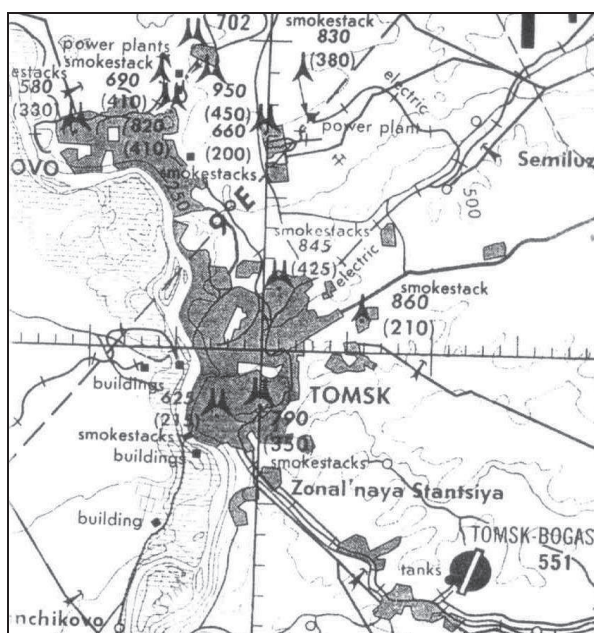 702
power plants
smokestack
690
(410)
580
(330)
820
(410)
950
(450)
660
(200)
smokestacks
250
smokestack
830
(380)
electric
power plant
Semiluz
500
9 E
OVO
smokestacks
845
(425)
electric
smokestack
860
(210)
buildings
TOMSK
625
790
(350)
smokestacks
buildings
smokestacks
Zonal'naya Stantsiya
building
TOMSK-BOGAS
551
tanks
nchikovo